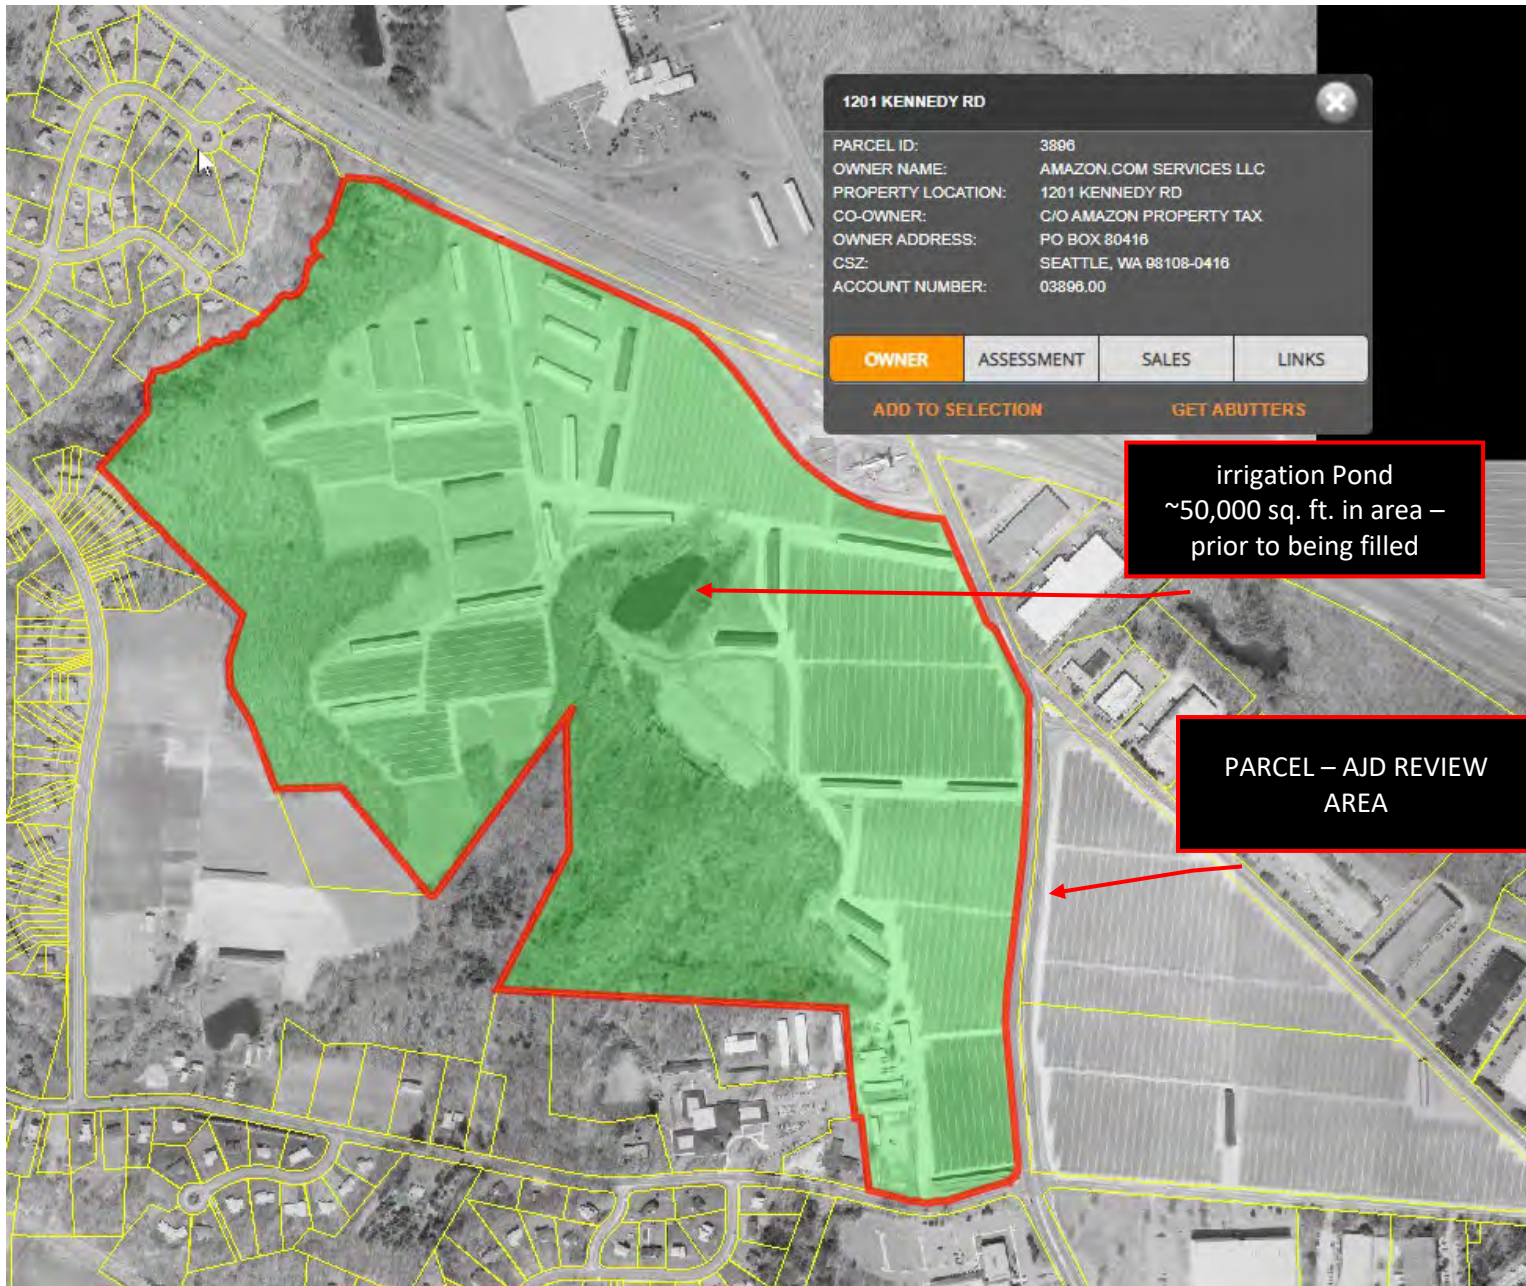 1201 KENNEDY RD
PARCEL ID: 3896
OWNER NAME: AMAZON.COM SERVICES LLC
PROPERTY LOCATION: 1201 KENNEDY RD
CO-OWNER: C/O AMAZON PROPERTY TAX
OWNER ADDRESS: PO BOX 80416
CSZ: SEATTLE, WA 98108-0416
ACCOUNT NUMBER: 03896.00
OWNER ASSESSMENT SALES LINKS
ADD TO SELECTION GET ABUTTERS
irrigation Pond
~50,000 sq. ft. in area –
prior to being filled
PARCEL – AJD REVIEW
AREA